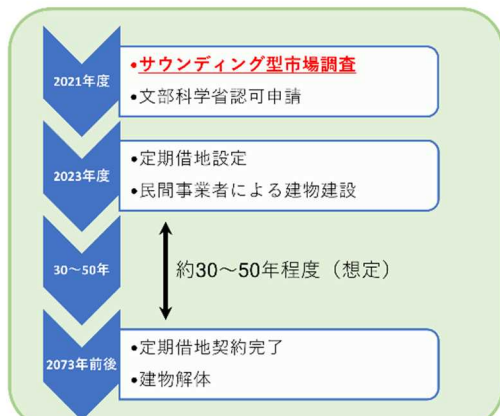 2021年度
•サウンディング型市場調査
•文部科学省認可申請
2023年度
•定期借地設定
•民間事業者による建物建設
30～50年
約30～50年程度（想定）
2073年前後
•定期借地契約完了
•建物解体